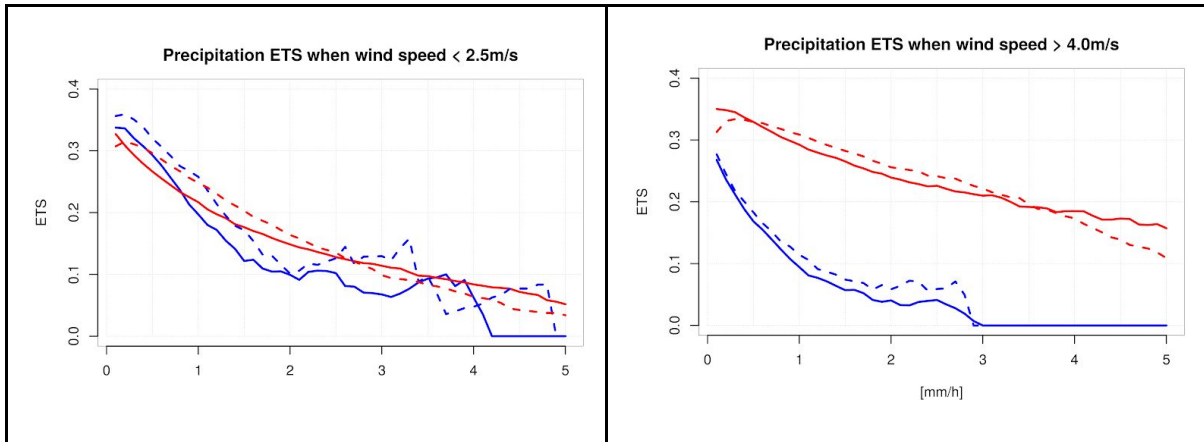 Precipitation ETS when wind speed < 2.5m/s
ETS
0.4
0.3
0.2
0.1
0.0
0 1 2 3 4 5
Precipitation ETS when wind speed > 4.0m/s
ETS
0.4
0.3
0.2
0.1
0.0
0 1 2 3 4 5
[mm/h]